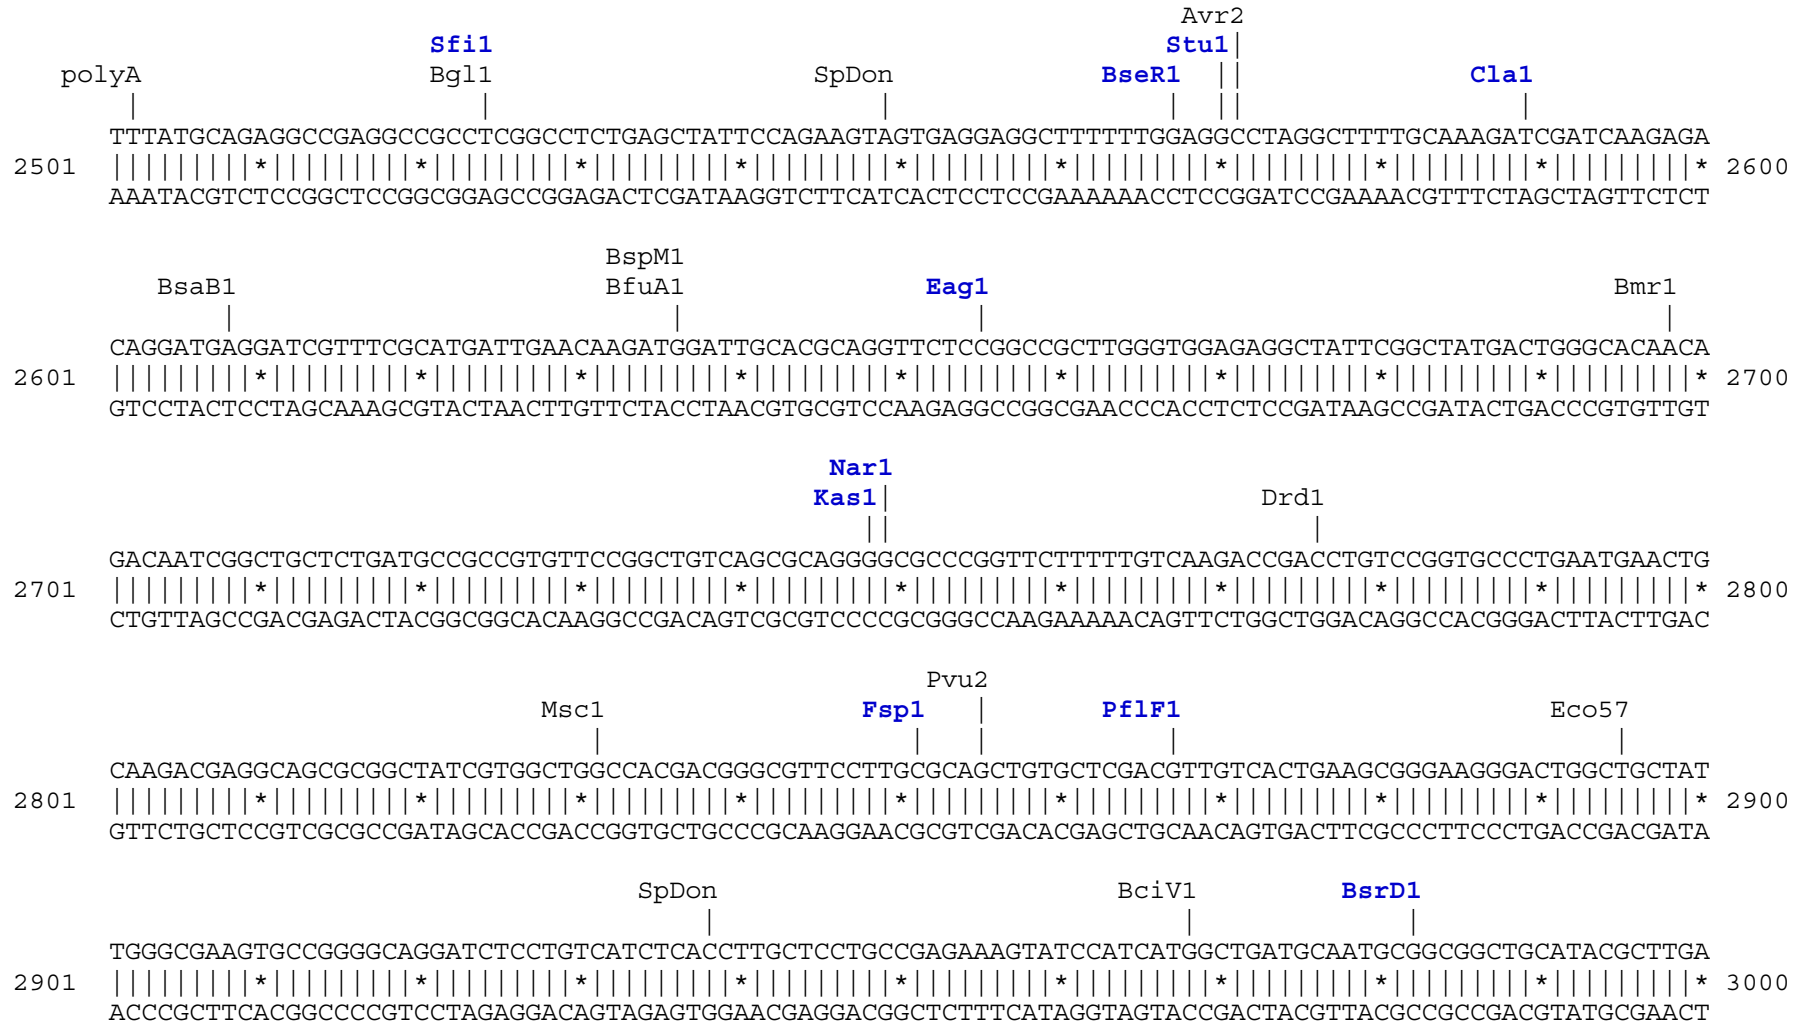 Avr2
Sfi1 Stu1|
polyA Bgl1 SpDon BseR1 || Cla1
| | | | || |
TTTATGCAGAGGCCGAGGCCGCCTCGGCCTCTGAGCTATTCCAGAAGTAGTGAGGAGGCTTTTTTGGAGGCCTAGGCTTTTGCAAAGATCGATCAAGAGA
2501 |||||||||*|||||||||*|||||||||*|||||||||*|||||||||*|||||||||*|||||||||*|||||||||*|||||||||*|||||||||* 2600
AAATACGTCTCCGGCTCCGGCGGAGCCGGAGACTCGATAAGGTCTTCATCACTCCTCCGAAAAAACCTCCGGATCCGAAAACGTTTCTAGCTAGTTCTCT
BspM1
BsaB1 BfuA1 Eag1 Bmr1
| | | |
CAGGATGAGGATCGTTTCGCATGATTGAACAAGATGGATTGCACGCAGGTTCTCCGGCCGCTTGGGTGGAGAGGCTATTCGGCTATGACTGGGCACAACA
2601 |||||||||*|||||||||*|||||||||*|||||||||*|||||||||*|||||||||*|||||||||*|||||||||*|||||||||*|||||||||* 2700
GTCCTACTCCTAGCAAAGCGTACTAACTTGTTCTACCTAACGTGCGTCCAAGAGGCCGGCGAACCCACCTCTCCGATAAGCCGATACTGACCCGTGTTGT
Nar1
Kas1| Drd1
|| |
GACAATCGGCTGCTCTGATGCCGCCGTGTTCCGGCTGTCAGCGCAGGGGCGCCCGGTTCTTTTTGTCAAGACCGACCTGTCCGGTGCCCTGAATGAACTG
2701 |||||||||*|||||||||*|||||||||*|||||||||*|||||||||*|||||||||*|||||||||*|||||||||*|||||||||*|||||||||* 2800
CTGTTAGCCGACGAGACTACGGCGGCACAAGGCCGACAGTCGCGTCCCCGCGGGCCAAGAAAAACAGTTCTGGCTGGACAGGCCACGGGACTTACTTGAC
Pvu2
Msc1 Fsp1 | PflF1 Eco57
| | | | |
CAAGACGAGGCAGCGCGGCTATCGTGGCTGGCCACGACGGGCGTTCCTTGCGCAGCTGTGCTCGACGTTGTCACTGAAGCGGGAAGGGACTGGCTGCTAT
2801 |||||||||*|||||||||*|||||||||*|||||||||*|||||||||*|||||||||*|||||||||*|||||||||*|||||||||*|||||||||* 2900
GTTCTGCTCCGTCGCGCCGATAGCACCGACCGGTGCTGCCCGCAAGGAACGCGTCGACACGAGCTGCAACAGTGACTTCGCCCTTCCCTGACCGACGATA
SpDon BciV1 BsrD1
| | |
TGGGCGAAGTGCCGGGGCAGGATCTCCTGTCATCTCACCTTGCTCCTGCCGAGAAAGTATCCATCATGGCTGATGCAATGCGGCGGCTGCATACGCTTGA
2901 |||||||||*|||||||||*|||||||||*|||||||||*|||||||||*|||||||||*|||||||||*|||||||||*|||||||||*|||||||||* 3000
ACCCGCTTCACGGCCCCGTCCTAGAGGACAGTAGAGTGGAACGAGGACGGCTCTTTCATAGGTAGTACCGACTACGTTACGCCGCCGACGTATGCGAACT